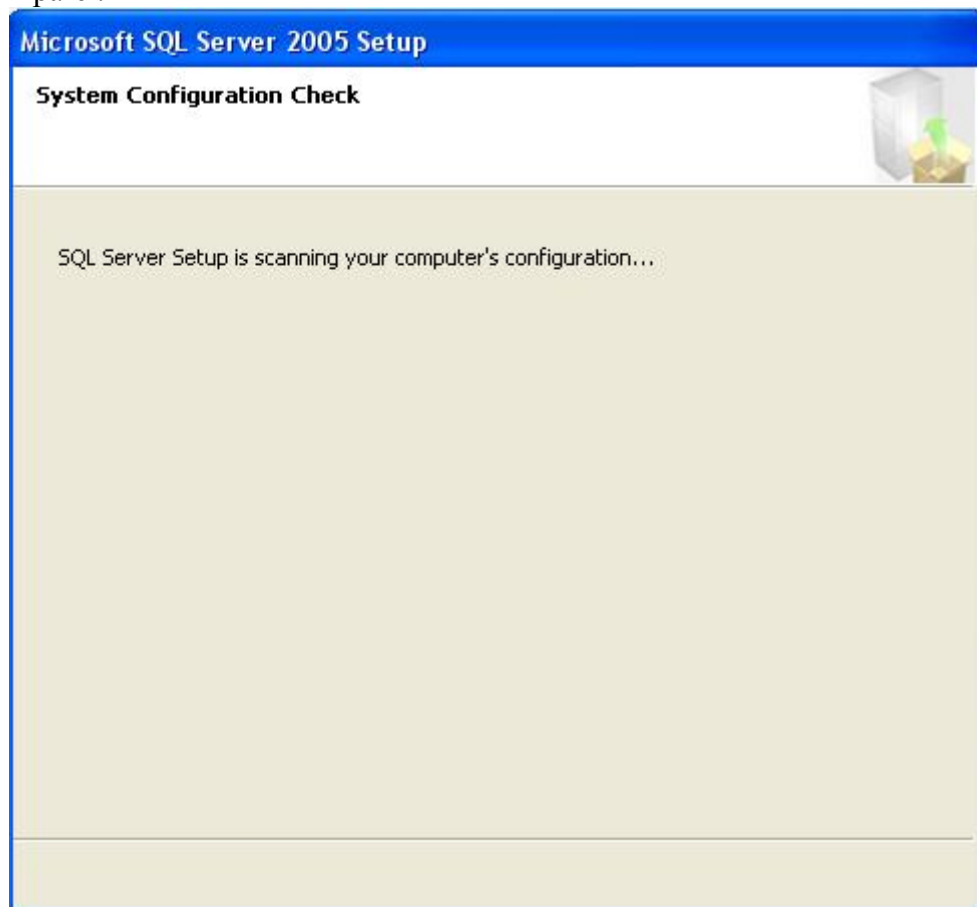 Microsoft SQL Server 2005 Setup
System Configuration Check
SQL Server Setup is scanning your computer's configuration...